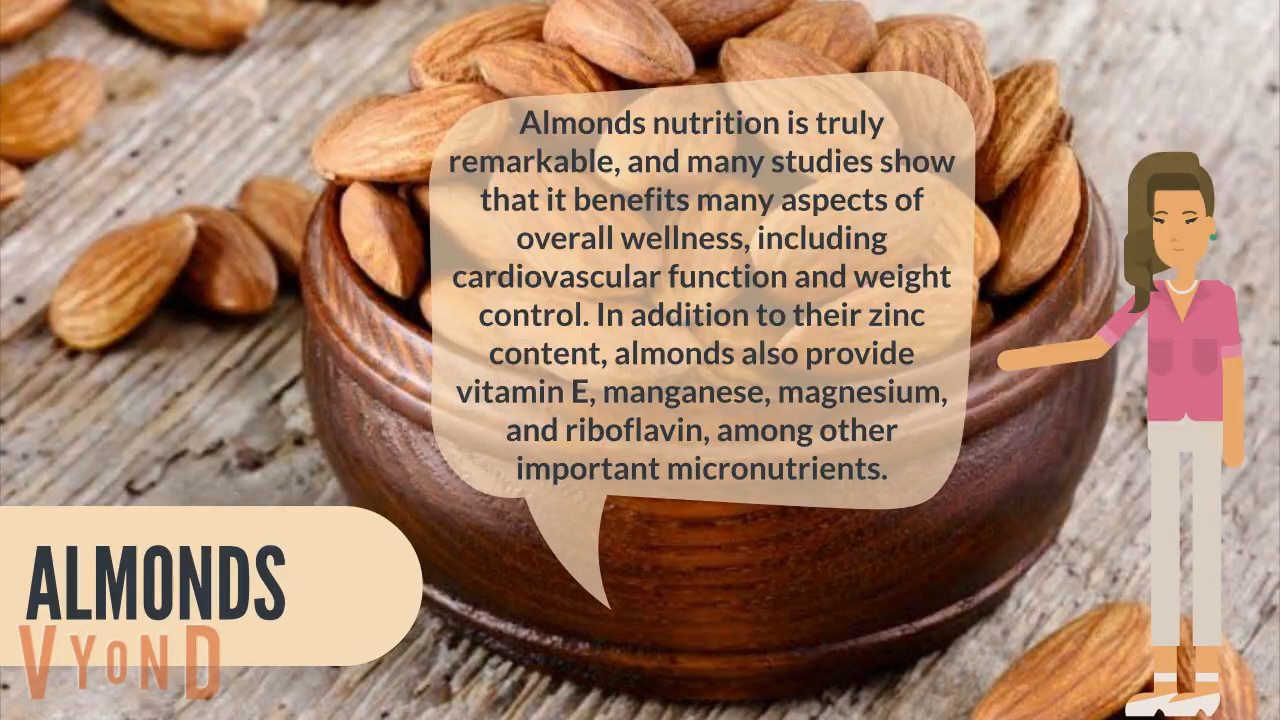 Almonds nutrition is truly
remarkable, and many studies show
that it benefits many aspects of
overall wellness, including
cardiovascular function and weight
control. In addition to their zinc
content, almonds also provide
vitamin E, manganese, magnesium,
and riboflavin, among other
important micronutrients.
ALMONDS
VYOND